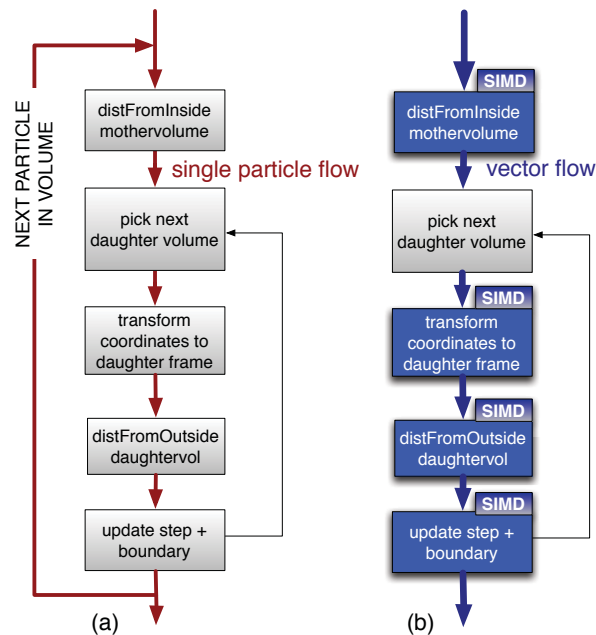 NEXT PARTICLE
IN VOLUME
distFromInside
mothervolume
single particle flow
pick next
daughter volume
transform
coordinates to
daughter frame
distFromOutside
daughtervol
update step +
boundary
(a)
SIMD
distFromInside
mothervolume
vector flow
pick next
daughter volume
SIMD
transform
coordinates to
daughter frame
SIMD
distFromOutside
daughtervol
SIMD
update step +
boundary
(b)